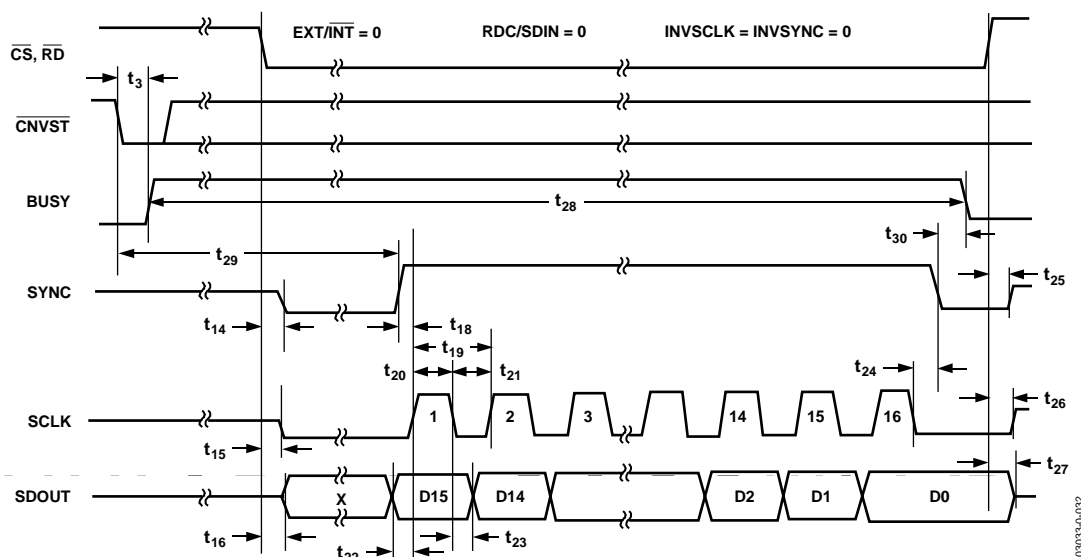 EXT/INT = 0 RDC/SDIN = 0 INVSCLK = INVSYNC = 0
CS, RD
t3
CNVST
BUSY
t28
t30
t29
t25
SYNC
t14
t18
t19
t20
t21
t24
t26
SCLK
1 2 3 14 15 16
t15
t27
SDOUT
X D15 D14 D2 D1 D0
t16
t22
t23
03033-0-032